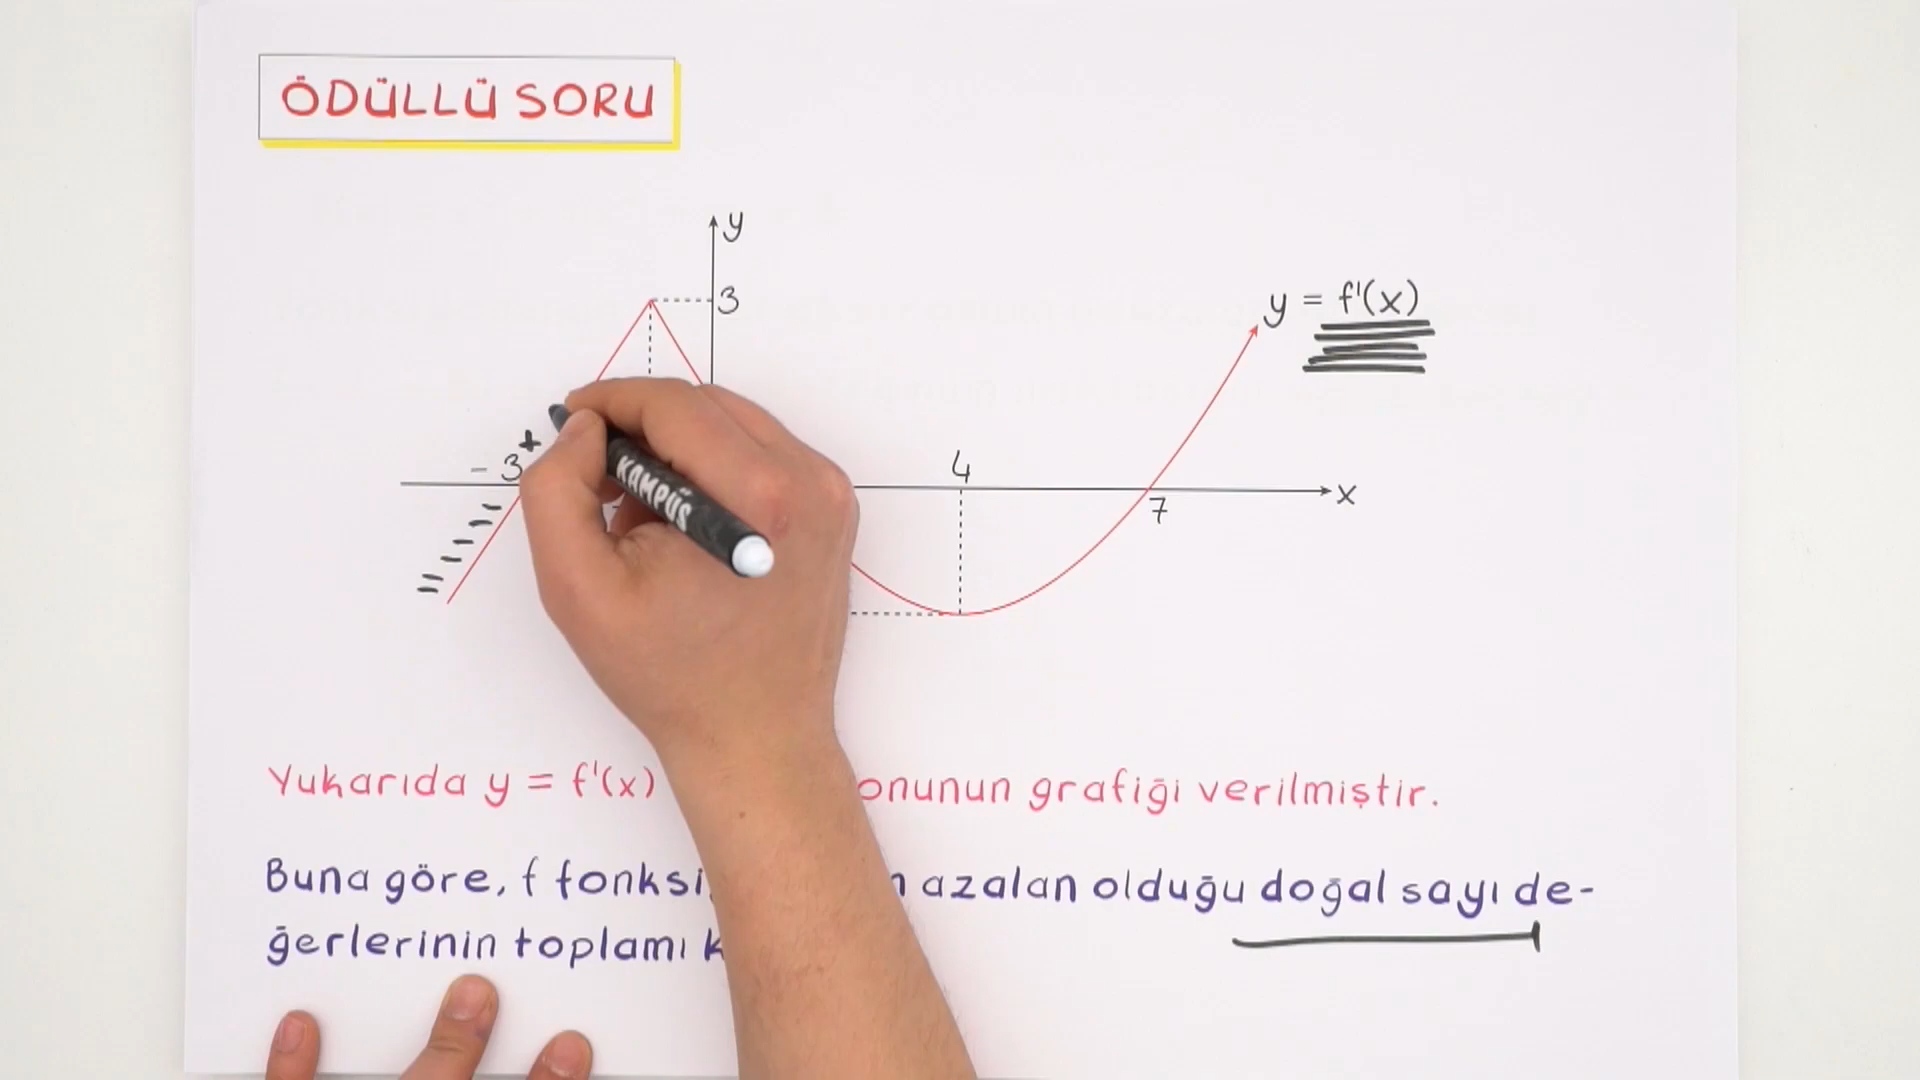 ÖDÜLLÜ SORU
y
3
y = f'(x)
+
- 3
4
x
7
KAMPÜS
Yukarıda y = f'(x) onunun grafiği verilmiştir.
Buna göre, f fonksi azalan olduğu doğal sayı de-
ğerlerinin toplamı